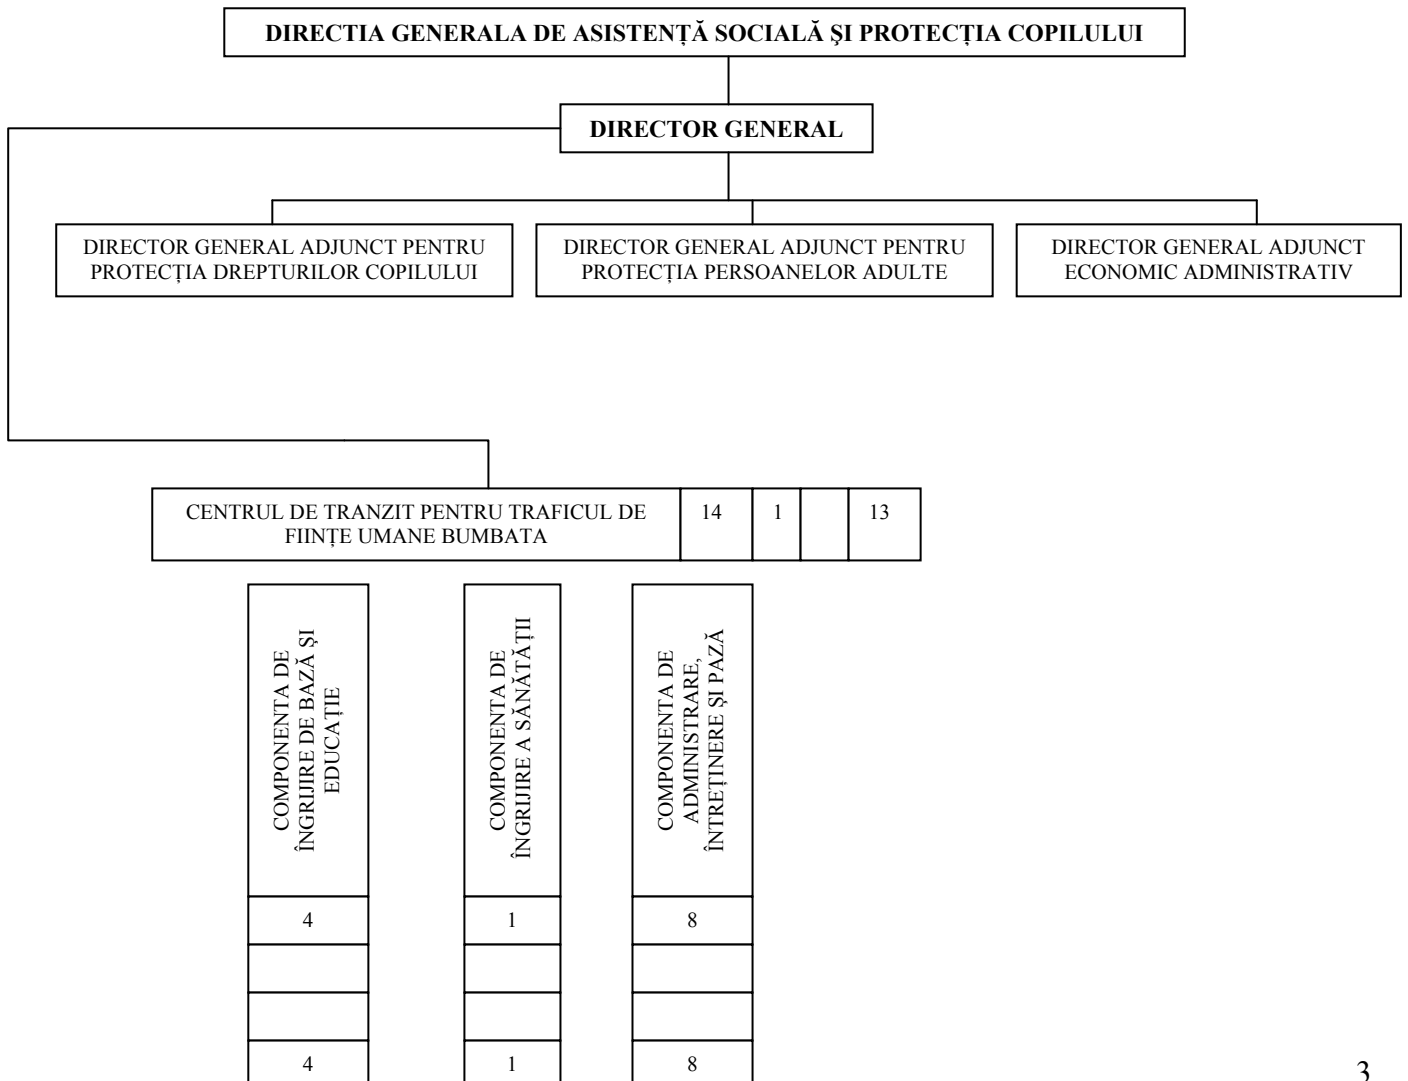 DIRECTIA GENERALA DE ASISTENȚĂ SOCIALĂ ŞI PROTECȚIA COPILULUI
DIRECTOR GENERAL
DIRECTOR GENERAL ADJUNCT PENTRU
PROTECȚIA DREPTURILOR COPILULUI
DIRECTOR GENERAL ADJUNCT PENTRU
PROTECȚIA PERSOANELOR ADULTE
DIRECTOR GENERAL ADJUNCT
ECONOMIC ADMINISTRATIV
CENTRUL DE TRANZIT PENTRU TRAFICUL DE
FIINȚE UMANE BUMBATA
14
1
13
COMPONENTA DE
ÎNGRIJIRE DE BAZĂ ŞI
EDUCAȚIE
COMPONENTA DE
ÎNGRIJIRE A SĂNĂTĂȚII
COMPONENTA DE
ADMINISTRARE,
ÎNTREȚINERE ŞI PAZĂ
4
1
8
4
1
8
3